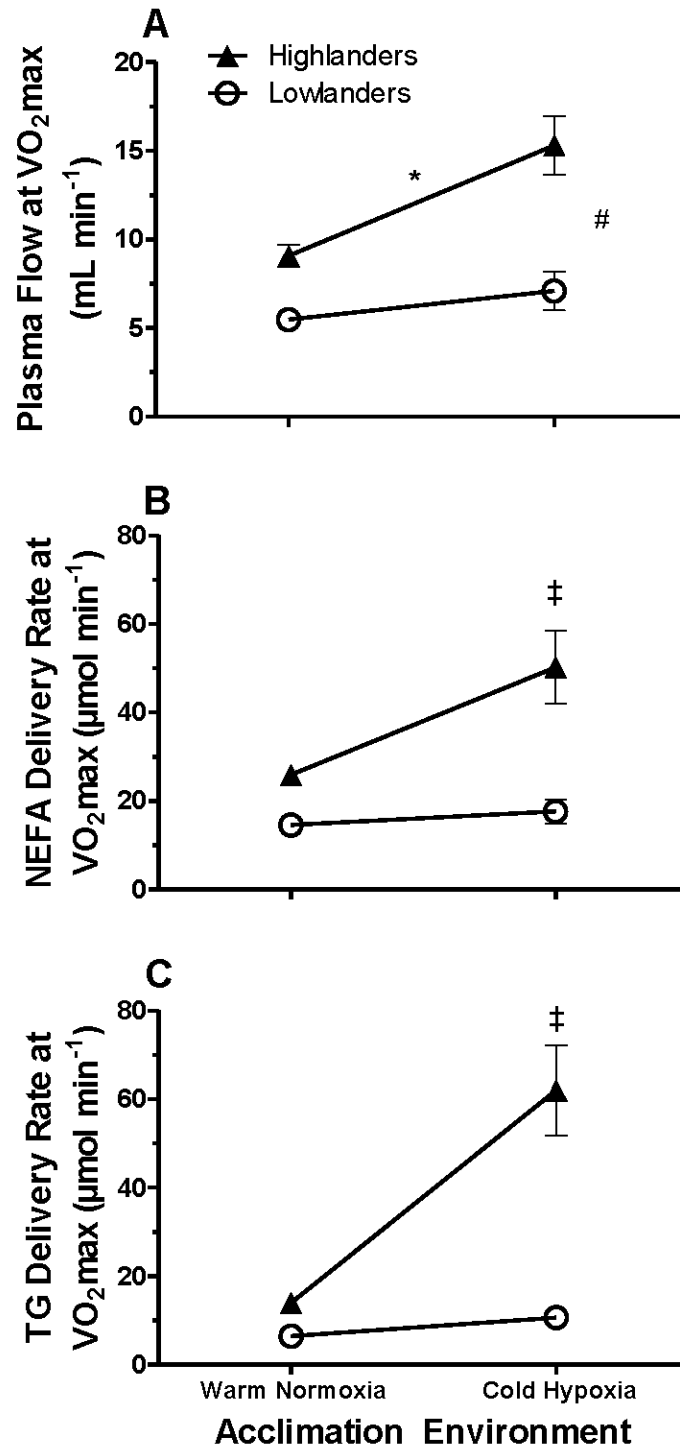 A
Highlanders
Lowlanders
Plasma Flow at VO₂max
(mL min⁻¹)
20
15
10
5
0
*
#
B
NEFA Delivery Rate at
VO₂max (µmol min⁻¹)
80
60
40
20
0
‡
C
TG Delivery Rate at
VO₂max (µmol min⁻¹)
80
60
40
20
0
‡
Warm Normoxia Cold Hypoxia
Acclimation Environment